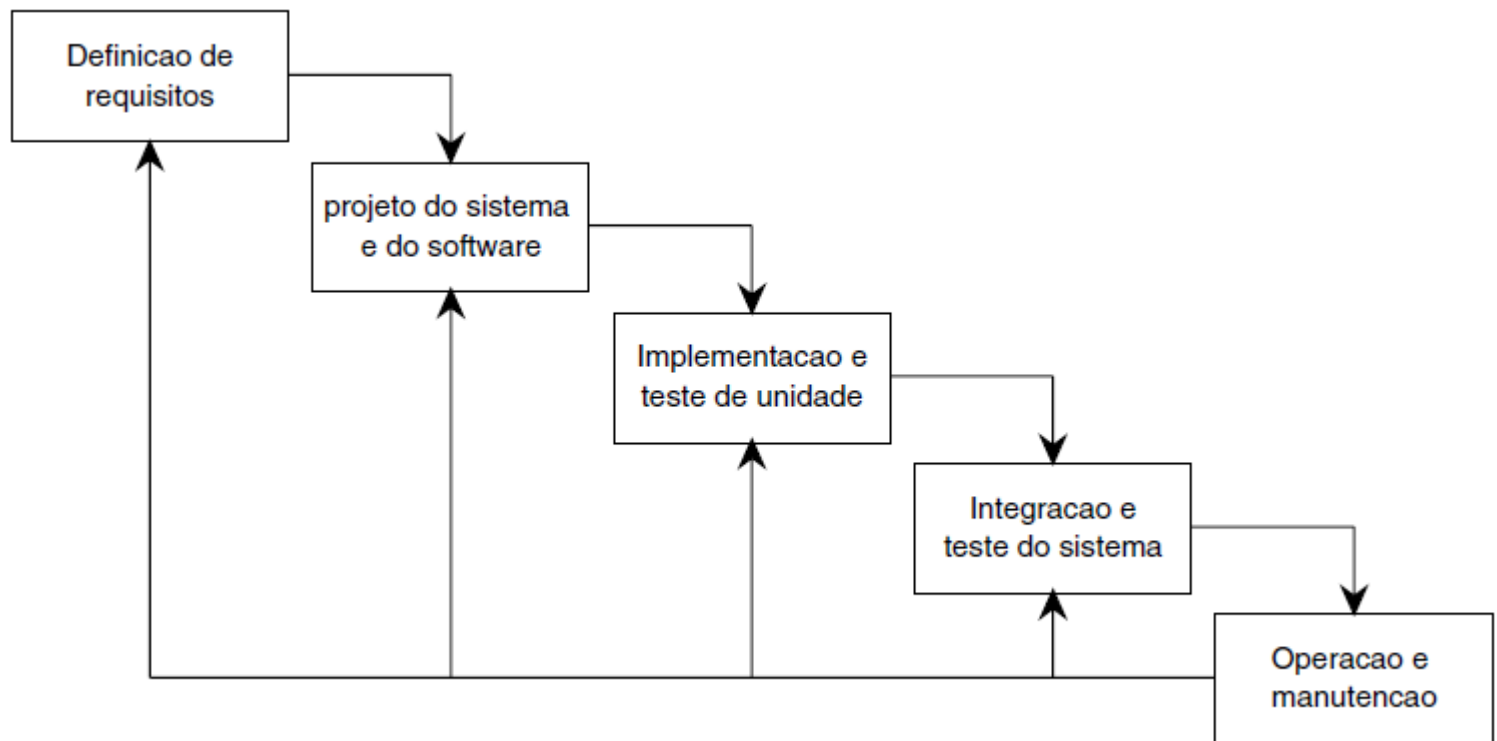 Definicao de
requisitos
projeto do sistema
e do software
Implementacao e
teste de unidade
Integracao e
teste do sistema
Operacao e
manutencao